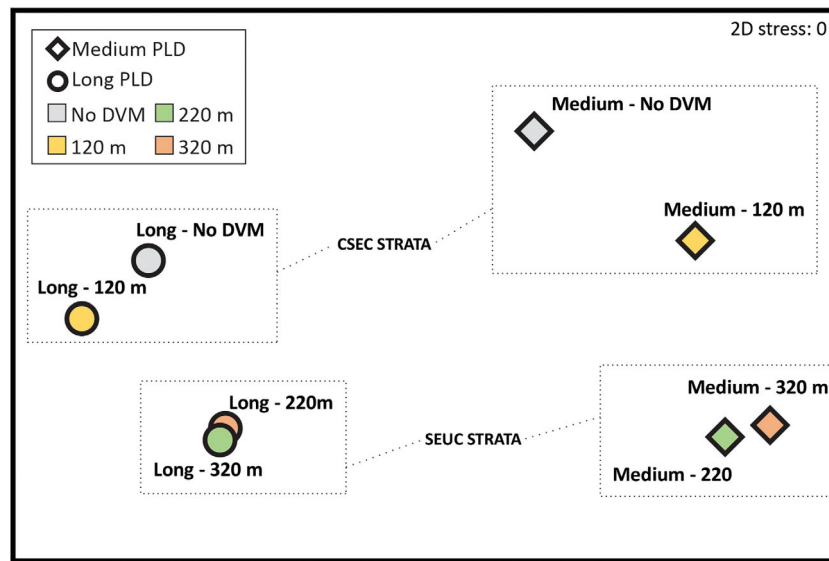 2D stress: 0
Medium PLD
Long PLD
No DVM
220 m
120 m
320 m
Medium - No DVM
Medium - 120 m
Long - No DVM
CSEC STRATA
Long - 120 m
Medium - 320 m
Long - 220m
SEUC STRATA
Long - 320 m
Medium - 220